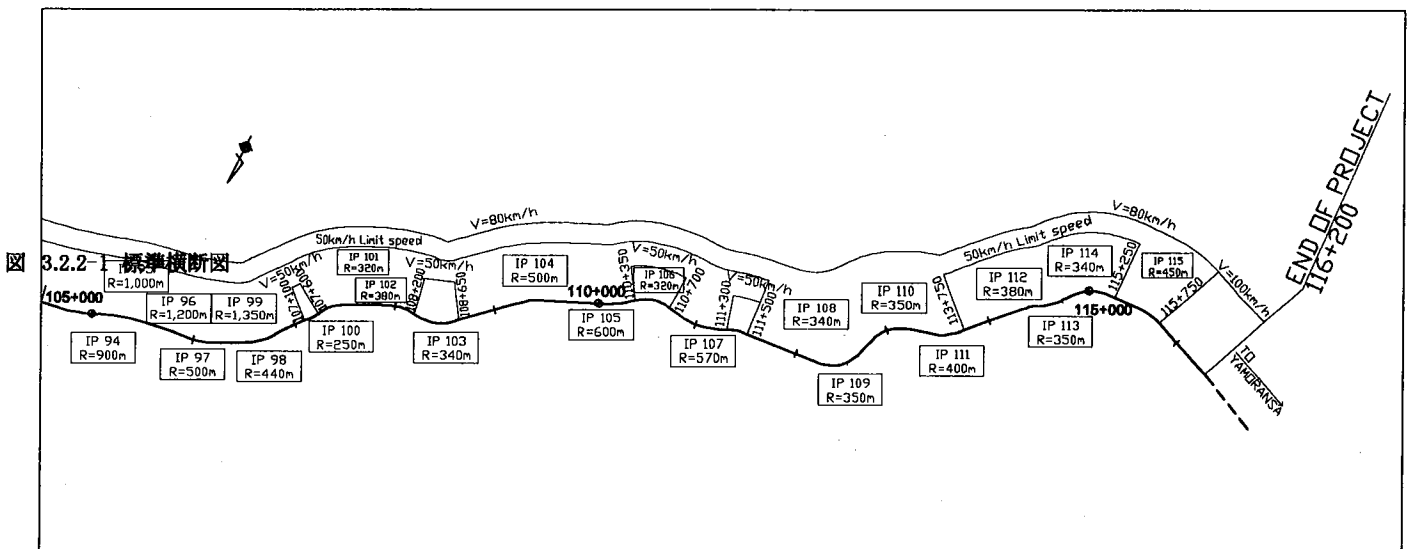 END OF PROJECT
116+200
V=80km/h
V=80km/h
V=100km/h
50km/h Limit speed
50km/h Limit speed
図 3.2.2-1 標準横断図
R=1,000m
IP 101
R=320m
IP 102
R=380m
V=50km/h
V=50km/h
V=50km/h
V=50km/h
107+100
107+600
108+200
108+650
110+350
110+700
111+300
111+500
113+750
115+250
115+750
105+000
110+000
115+000
IP 96
R=1,200m
IP 99
R=1,350m
IP 104
R=500m
IP 106
R=320m
IP 108
R=340m
IP 110
R=350m
IP 112
R=380m
IP 114
R=340m
IP 115
R=450m
IP 94
R=900m
IP 97
R=500m
IP 98
R=440m
IP 100
R=250m
IP 103
R=340m
IP 105
R=600m
IP 107
R=570m
IP 109
R=350m
IP 111
R=400m
IP 113
R=350m
TO
YAMORANSA